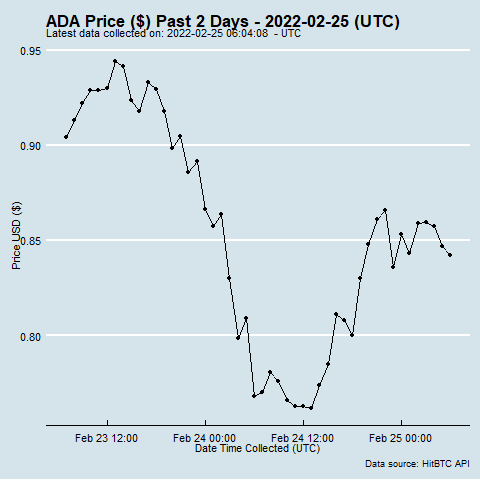 ADA Price ($) Past 2 Days - 2022-02-25 (UTC)
Latest data collected on: 2022-02-25 06:04:08 - UTC
0.95
0.90
0.85
0.80
Price USD ($)
Feb 23 12:00
Feb 24 00:00
Feb 24 12:00
Feb 25 00:00
Date Time Collected (UTC)
Data source: HitBTC API